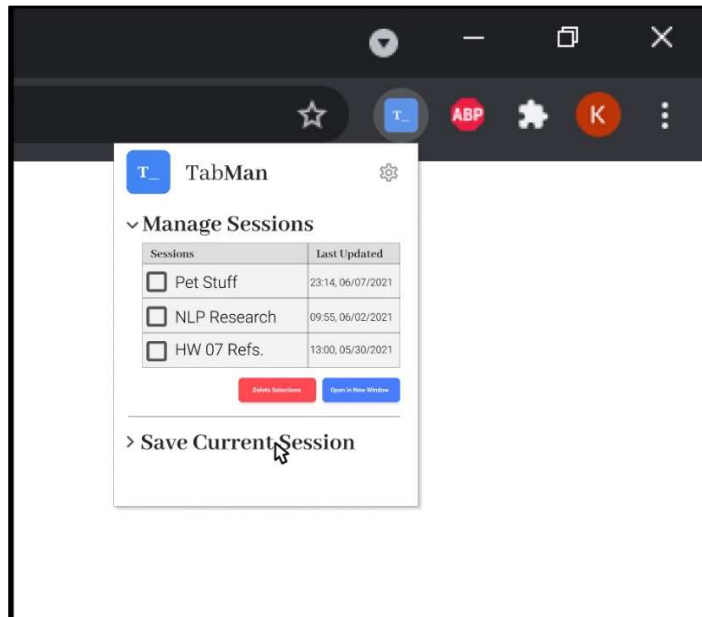 T_
ABP
K
T_ TabMan
Manage Sessions
Sessions Last Updated
Pet Stuff 23:14, 06/07/2021
NLP Research 09:55, 06/02/2021
HW 07 Refs. 13:00, 05/30/2021
Delete Selections Open in New Window
Save Current Session